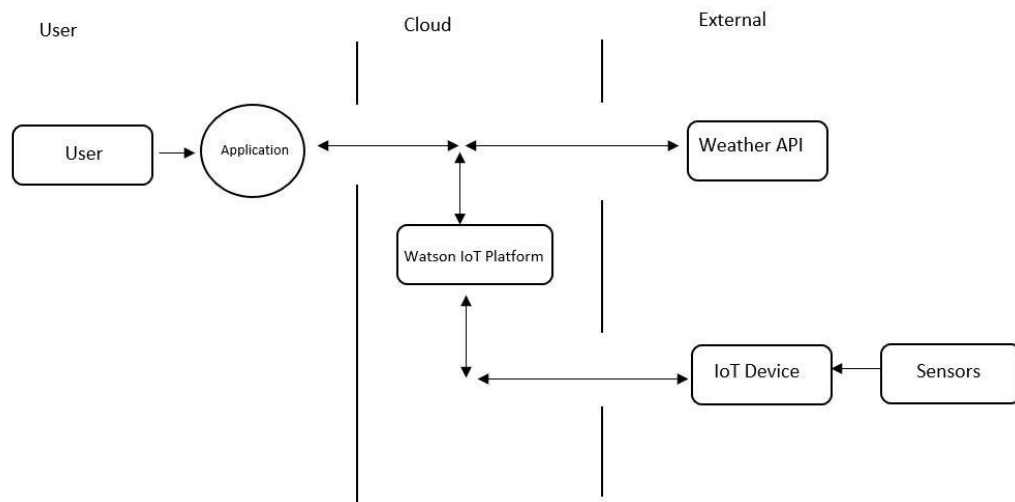 User
Cloud
External
User
Application
Weather API
Watson IoT Platform
IoT Device
Sensors